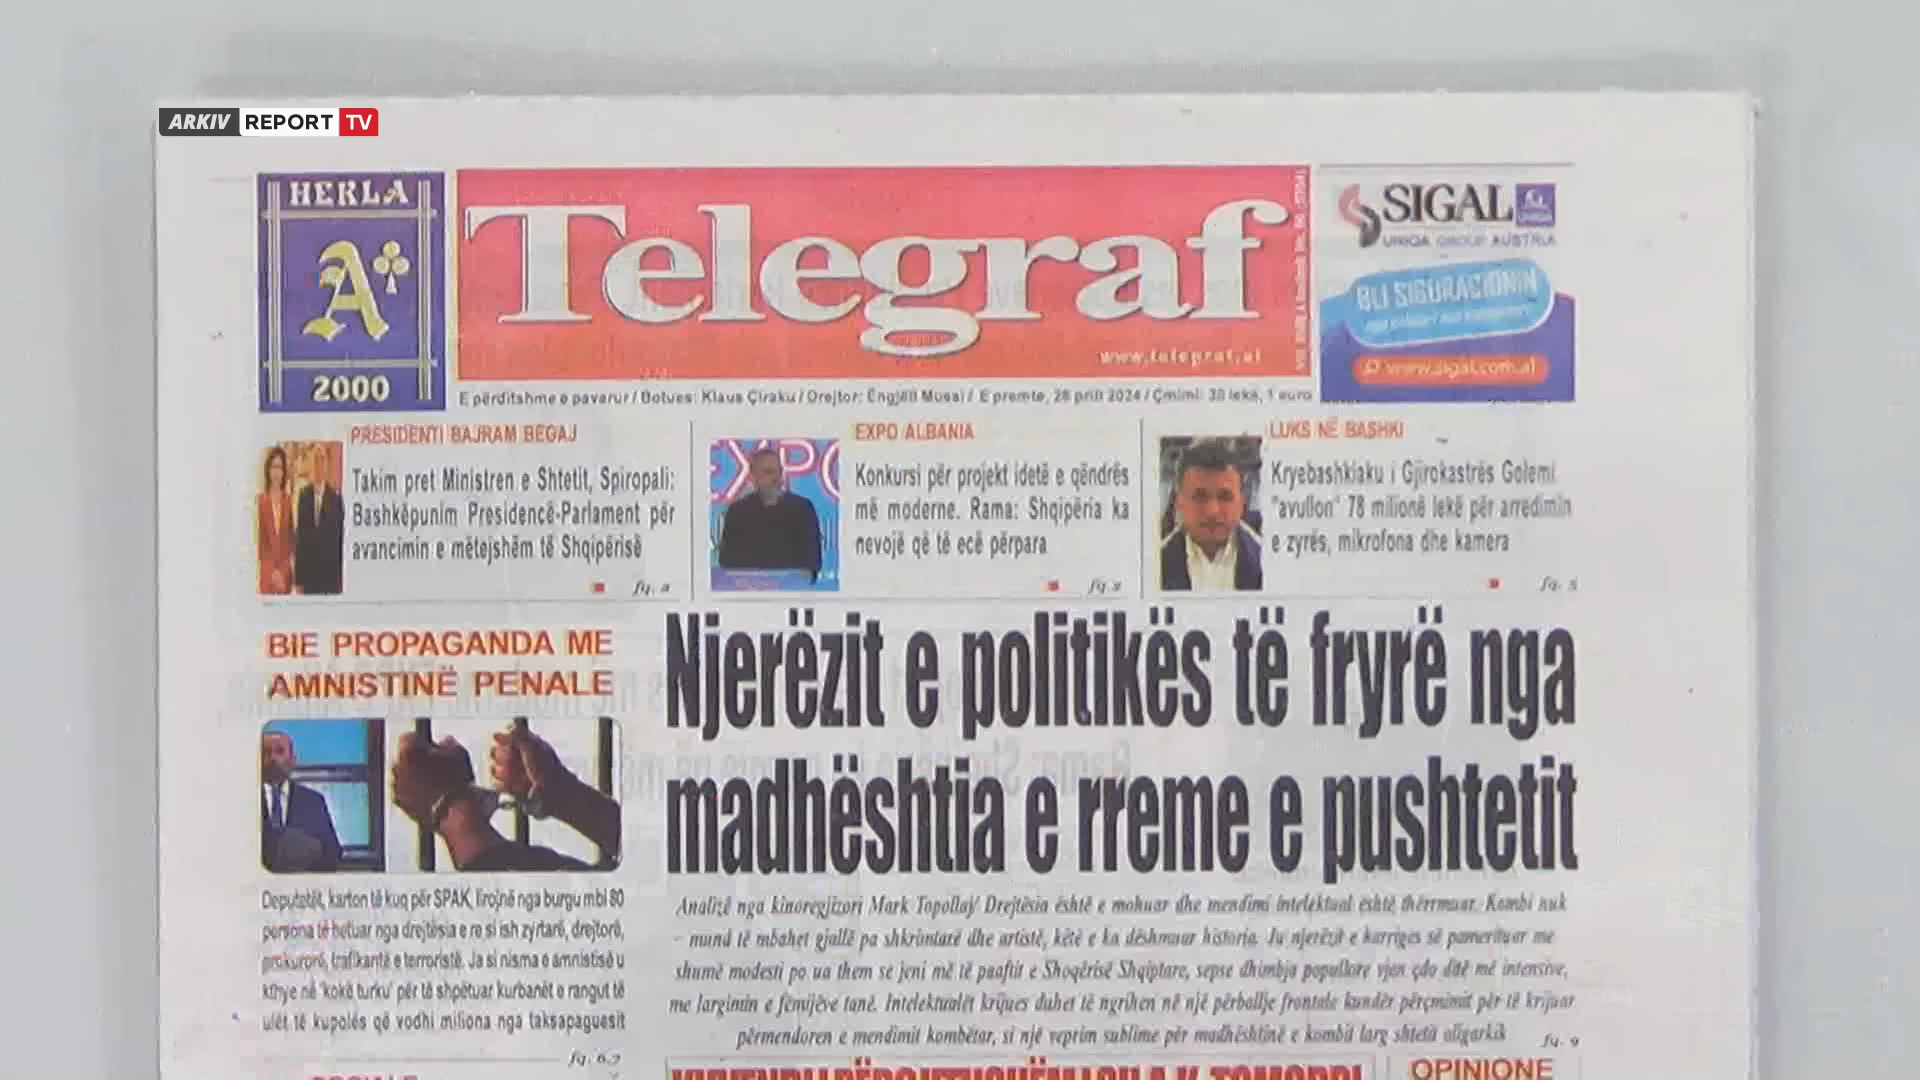 ARKIV REPORT TV
HERLA
A
2000
Telegraf
www.telegraf.al
SIGAL
UNIQA GROUP AUSTRIA
BLI SIGURACIONIN
www.sigal.com.al
E përditshme e pavarur / Botues: Klaus Çiraku / Drejtor: Engjëll Musai / E premte, 26 prill 2024 / Çmimi: 30 lekë, 1 euro
PRESIDENTI BAJRAM BEGAJ
Takim pret Ministren e Shtetit, Spiropali:
Bashkëpunim Presidencë-Parlament për
avancimin e mëtejshëm të Shqipërisë
fq.
EXPO ALBANIA
EXPO
Konkursi për projekt idetë e qëndrës
më moderne. Rama: Shqipëria ka
nevojë që të ecë përpara
fq.
LUKS NË BASHKI
Kryebashkiaku i Gjirokastrës Golemi
"avullon" 78 milionë lekë për arredimin
e zyrës, mikrofona dhe kamera
fq. 5
BIE PROPAGANDA ME
AMNISTINË PENALE
Deputetët, karton të kuq për SPAK, lirojnë nga burgu mbi 80
persona të hetuar nga drejtësia e re si ish zyrtarë, drejtorë,
prokurorë, trafikantë e terroristë. Ja si nisma e amnistisë u
kthye në 'kokë turku' për të shpëtuar kurbanët e rangut të
ulët të kupolës që vodhi miliona nga taksapaguesit
fq. 6,7
Njerëzit e politikës të fryrë nga
madhështia e rreme e pushtetit
Analizë nga kinoregjizori Mark Topollaj/ Drejtësia është e mohuar dhe mendimi intelektual është thërrmuar. Kombi nuk
mund të mbahet gjallë pa shkrimtarë dhe artistë, këtë e ka dëshmuar historia. Ju njerëzit e karriges së pamerituar me
shumë modesti po ua them se jeni më të paaftit e Shoqërisë Shqiptare, sepse dhimbja popullore vjen çdo ditë më intensive,
me largimin e fëmijëve tanë. Intelektualët krijues duhet të ngrihen në një përballje frontale kundër përçmimit për të krijuar
përmendoren e mendimit kombëtar, si një veprim sublime për madhështinë e kombit larg shtetit oligarkik
fq. 9
OPINIONE